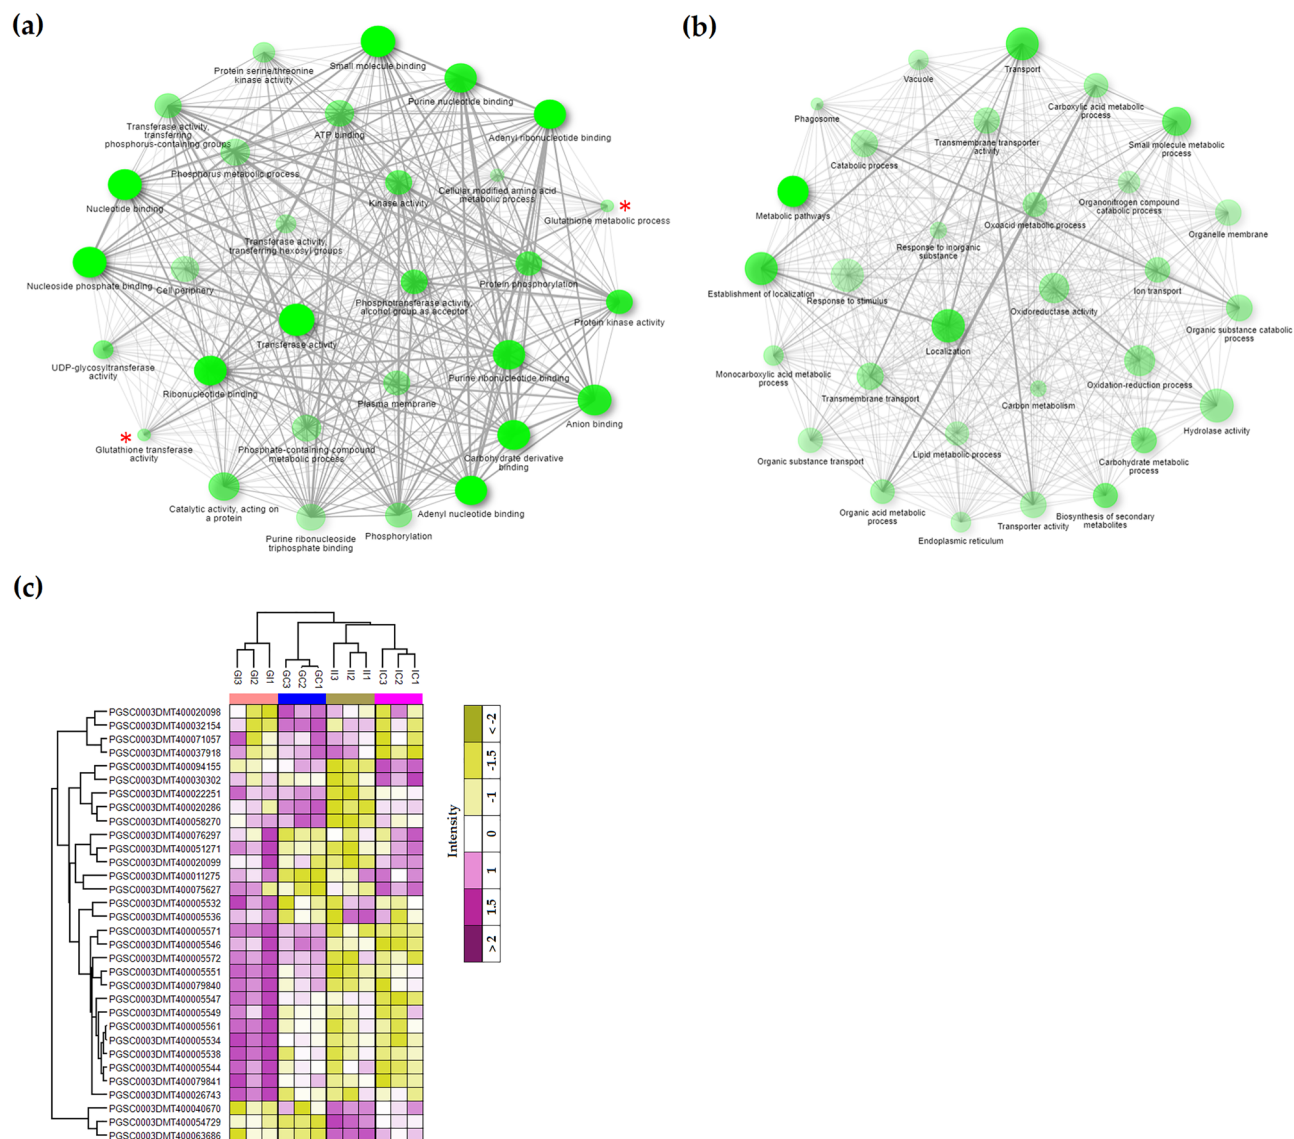 (a)
Small molecule binding
Protein serine/threonine
kinase activity
Purine nucleotide binding
Transferase activity,
transferring
phosphorus-containing groups
ATP binding
Adenyl ribonucleotide binding
Phosphorus metabolic process
Nucleotide binding
Kinase activity
Cellular modified amino acid
metabolic process
Glutathione metabolic process
*
Transferase activity,
transferring hexosyl groups
Nucleoside phosphate binding
Cell periphery
Phosphotransferase activity,
alcohol group as acceptor
Protein phosphorylation
Protein kinase activity
Transferase activity
UDP-glycosyltransferase
activity
Ribonucleotide binding
Purine ribonucleotide binding
Plasma membrane
Anion binding
*
Glutathione transferase
activity
Phosphate-containing compound
metabolic process
Carbohydrate derivative
binding
Catalytic activity, acting on
a protein
Adenyl nucleotide binding
Purine ribonucleoside
triphosphate binding
Phosphorylation
(b)
Transport
Vacuole
Carboxylic acid metabolic
process
Phagosome
Transmembrane transporter
activity
Small molecule metabolic
process
Catabolic process
Metabolic pathways
Organonitrogen compound
catabolic process
Oxoacid metabolic process
Organelle membrane
Response to inorganic
substance
Establishment of localization
Response to stimulus
Ion transport
Oxidoreductase activity
Organic substance catabolic
process
Localization
Monocarboxylic acid metabolic
process
Transmembrane transport
Carbon metabolism
Oxidation-reduction process
Hydrolase activity
Organic substance transport
Lipid metabolic process
Carbohydrate metabolic
process
Organic acid metabolic
process
Transporter activity
Biosynthesis of secondary
metabolites
Endoplasmic reticulum
(c)
GI3 GI2 GI1 GC3 GC2 GC1 II3 II2 II1 IC3 IC2 IC1
PGSC0003DMT400020098
PGSC0003DMT400032154
PGSC0003DMT400071057
PGSC0003DMT400037918
PGSC0003DMT400094155
PGSC0003DMT400030302
PGSC0003DMT400022251
PGSC0003DMT400020286
PGSC0003DMT400058270
PGSC0003DMT400076297
PGSC0003DMT400051271
PGSC0003DMT400020099
PGSC0003DMT400011275
PGSC0003DMT400075627
PGSC0003DMT400005532
PGSC0003DMT400005536
PGSC0003DMT400005571
PGSC0003DMT400005546
PGSC0003DMT400005572
PGSC0003DMT400005551
PGSC0003DMT400079840
PGSC0003DMT400005547
PGSC0003DMT400005549
PGSC0003DMT400005561
PGSC0003DMT400005534
PGSC0003DMT400005538
PGSC0003DMT400005544
PGSC0003DMT400079841
PGSC0003DMT400026743
PGSC0003DMT400040670
PGSC0003DMT400054729
PGSC0003DMT400063686
Intensity
< -2
-1.5
-1
0
1
1.5
> 2